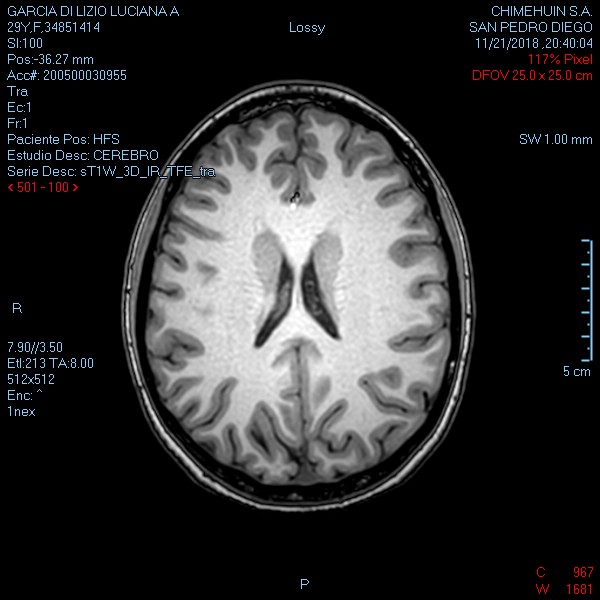 GARCIA DI LIZIO LUCIANA A
29Y,F,34851414
Sl:100
Pos:-36.27 mm
Acc#: 200500030955
Tra
Ec:1
Fr:1
Paciente Pos: HFS
Estudio Desc: CEREBRO
Serie Desc: sT1W_3D_IR_TFE_tra
< 501 - 100 >
Lossy
CHIMEHUIN S.A.
SAN PEDRO DIEGO
11/21/2018 ,20:40:04
117% Pixel
DFOV 25.0 x 25.0 cm
SW 1.00 mm
R
7.90//3.50
Etl:213 TA:8.00
512x512
Enc: ^
1nex
5 cm
P
C 967
W 1681